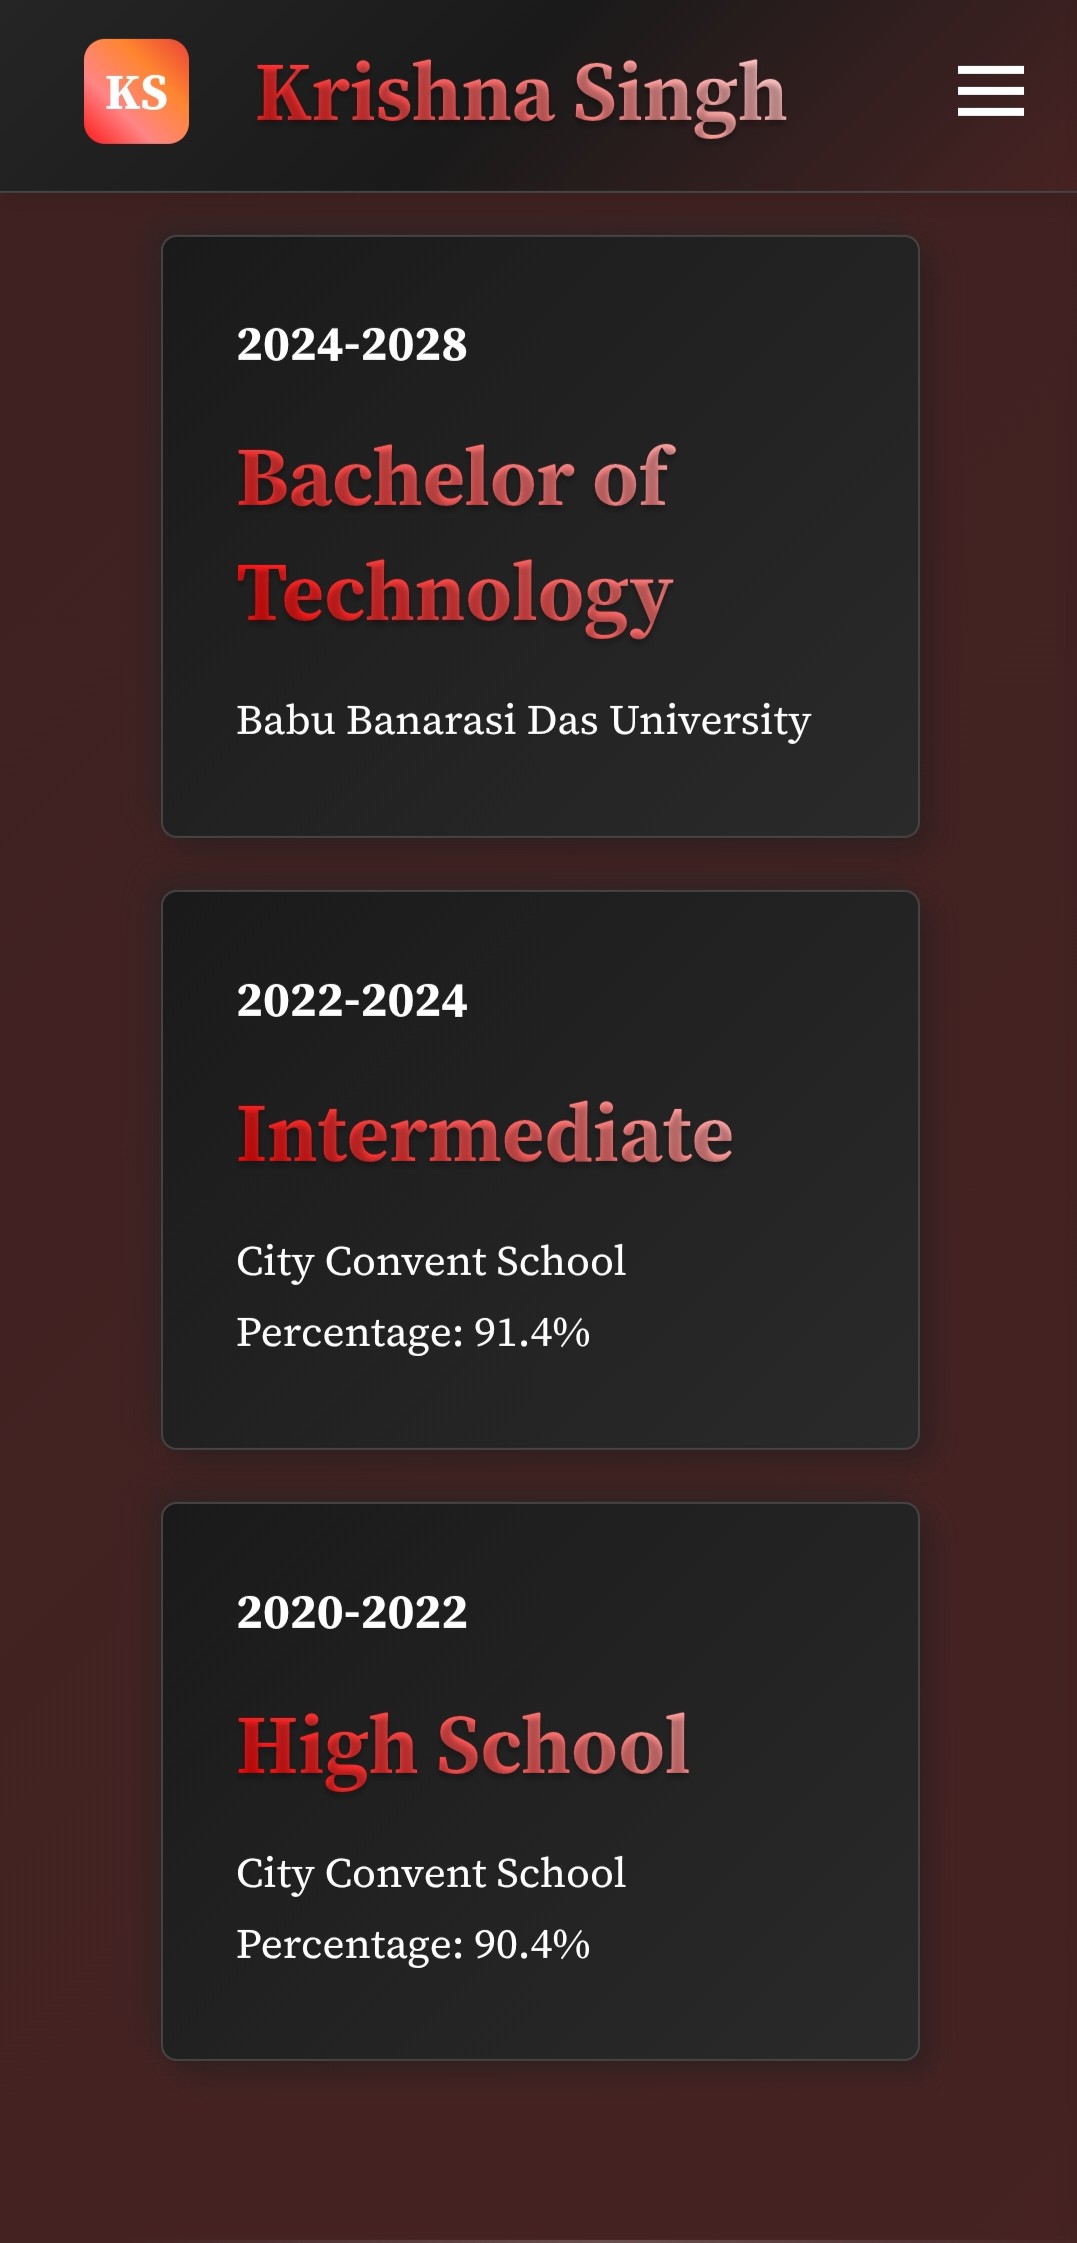 KS
Krishna Singh
2024-2028
Bachelor of
Technology
Babu Banarasi Das University
2022-2024
Intermediate
City Convent School
Percentage: 91.4%
2020-2022
High School
City Convent School
Percentage: 90.4%